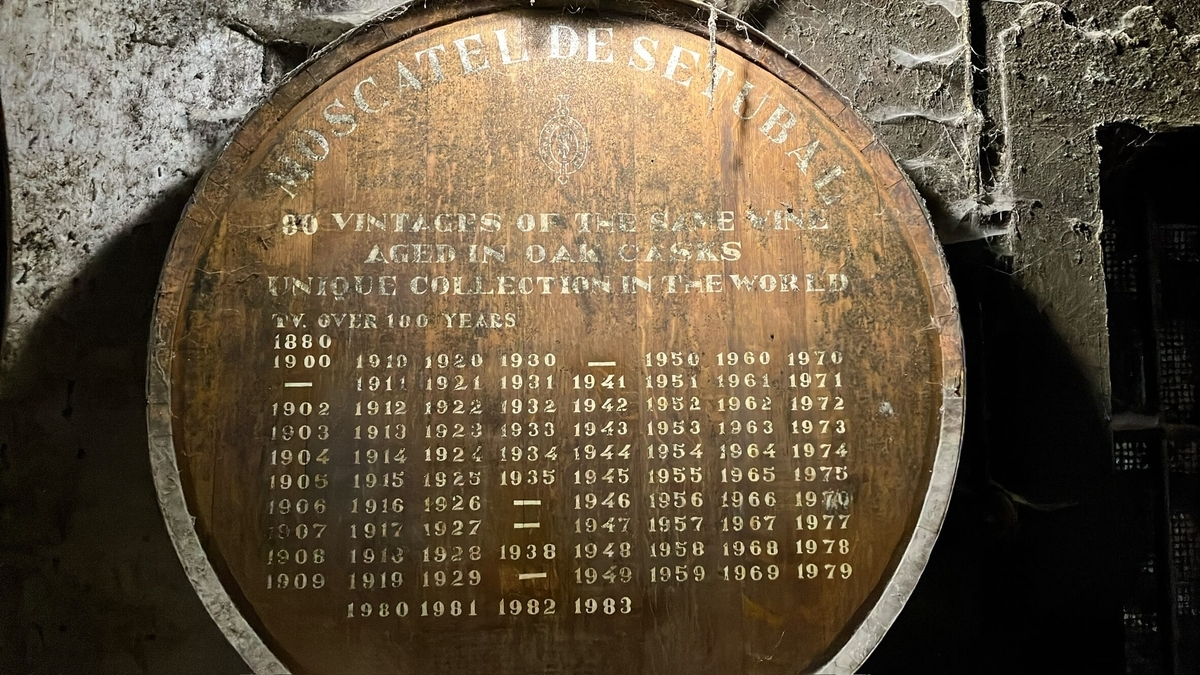 MOSCATEL DE SETUBAL
80 VINTAGES OF THE SAME WINE
AGED IN OAK CASKS
UNIQUE COLLECTION IN THE WORLD
TV. OVER 100 YEARS
1880
1900 1910 1920 1930 — 1950 1960 1970
— 1911 1921 1931 1941 1951 1961 1971
1902 1912 1922 1932 1942 1952 1962 1972
1903 1913 1923 1933 1943 1953 1963 1973
1904 1914 1924 1934 1944 1954 1964 1974
1905 1915 1925 1935 1945 1955 1965 1975
1906 1916 1926 — 1946 1956 1966
1907 1917 1927 — 1947 1957 1967 1977
1908 1918 1928 1938 1948 1958 1968 1978
1909 1919 1929 — 1949 1959 1969 1979
1980 1981 1982 1983